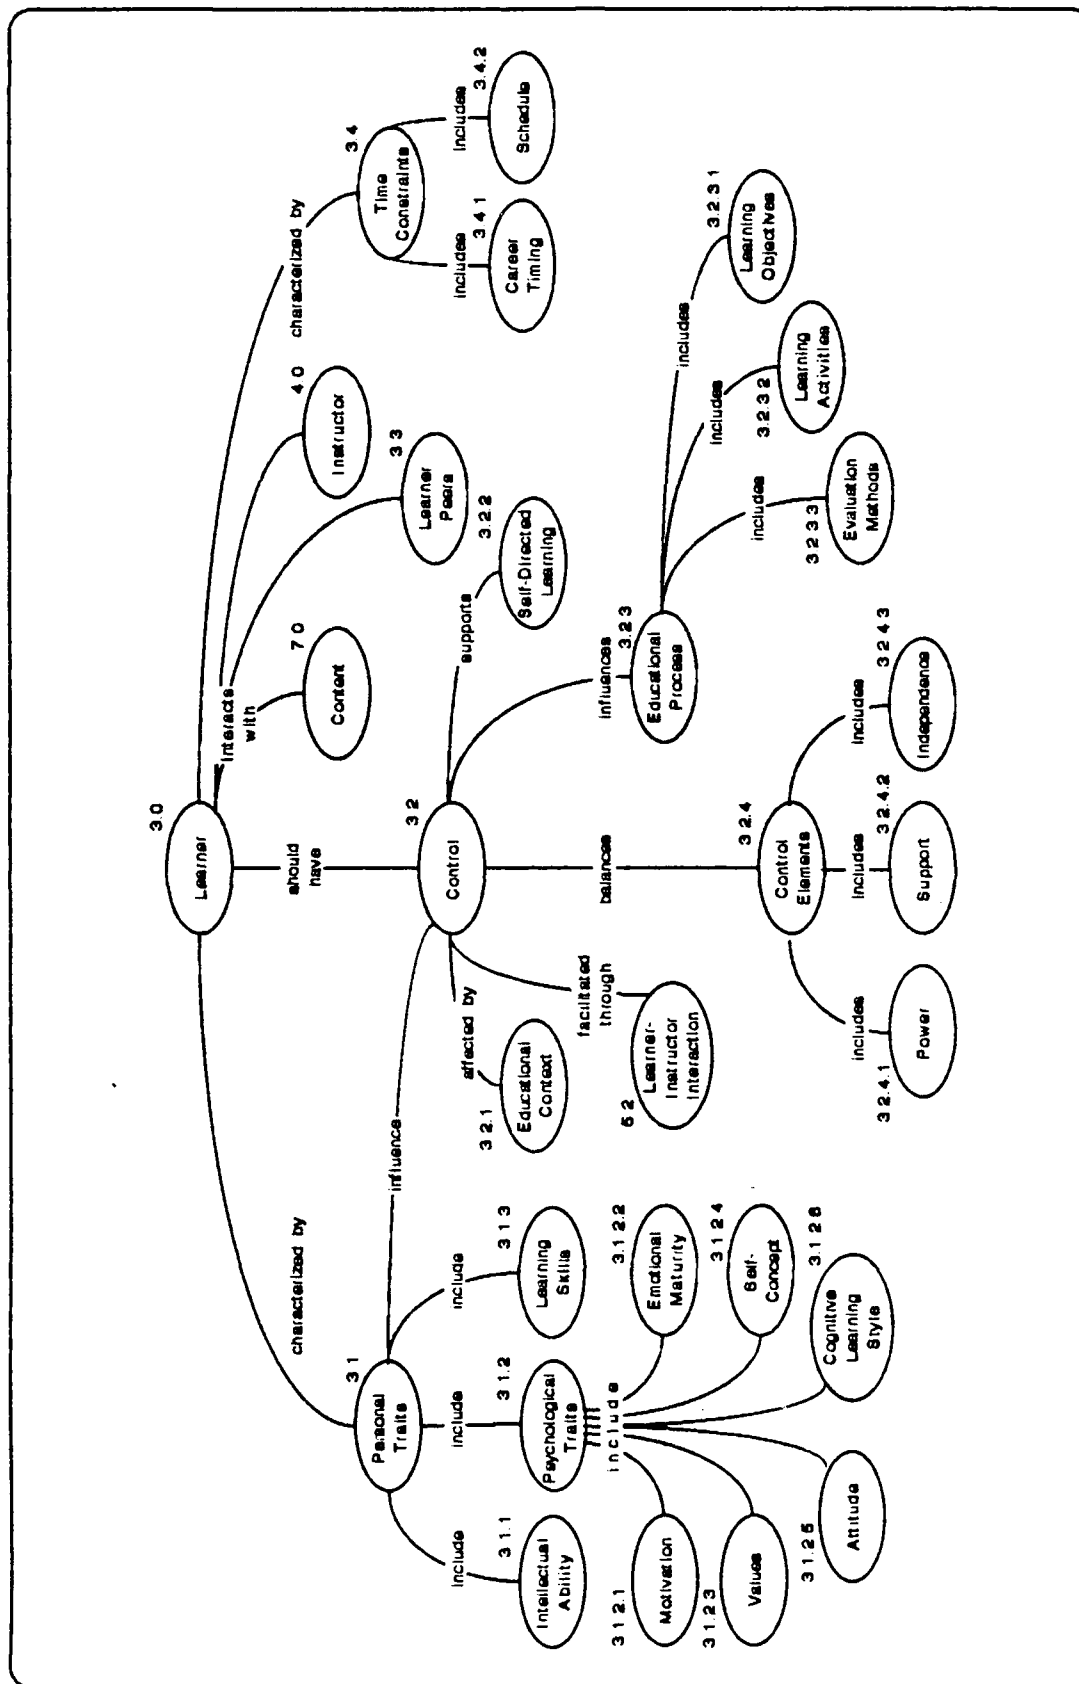 3.0
Learner
characterized by
should
have
Interacts
with
characterized by
3 1
Personal
Traits
influence
3 2
Control
7 0
Content
3 3
Learner
Peers
4.0
Instructor
3.4
Time
Constraints
include
include
include
3 1.1
Intellectual
Ability
3 1.2
Psychological
Traits
3 1 3
Learning
Skills
include
3 1 2.1
Motivation
3.1 2.2
Emotional
Maturity
3 1.2 3
Values
3 1 2 4
Self-
Concept
3 1.2 5
Attitude
3.1 2 6
Cognitive
Learning
Style
affected by
3 2.1
Educational
Context
facilitated
through
Learner-
Instructor
Interaction
balances
supports
3.2.2
Self-Directed
Learning
influences
3.2 3
Educational
Process
3 2.4
Control
Elements
includes
includes
includes
3 2.4.1
Power
3 2.4.2
Support
3 2 4 3
Independence
includes
includes
includes
3 2 3 3
Evaluation
Methods
3.2.3 2
Learning
Activities
3.2.3 1
Learning
Objectives
includes
includes
3.4 1
Career
Timing
3.4.2
Schedule